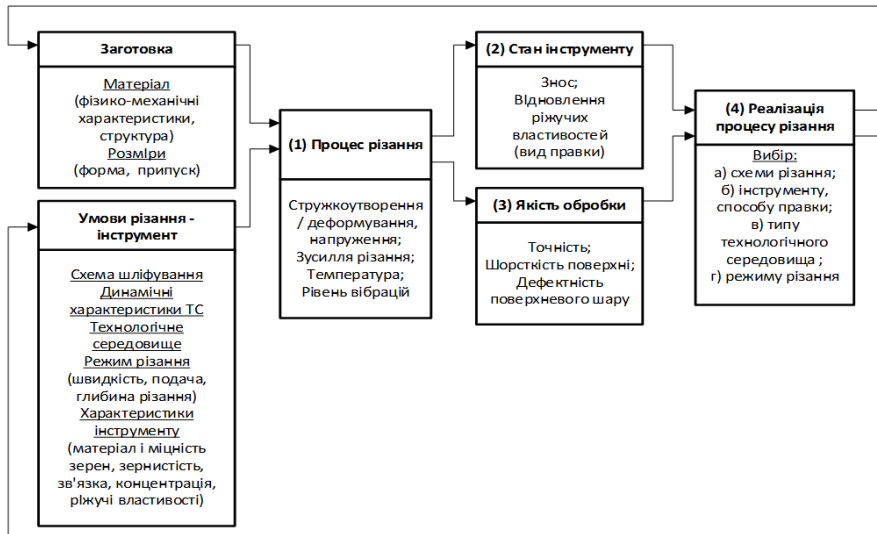 Заготовка
Матеріал
(фізико-механічні
характеристики,
структура)
Розміри
(форма, припуск)
Умови різання -
інструмент
Схема шліфування
Динамічні
характеристики ТС
Технологічне
середовище
Режим різання
(швидкість, подача,
глибина різання)
Характеристики
інструменту
(матеріал і міцність
зерен, зернистість,
зв'язка, концентрація,
ріжучі властивості)
(1) Процес різання
Стружкоутворення
/ деформування,
напруження;
Зусилля різання;
Температура;
Рівень вібрацій
(2) Стан інструменту
Знос;
Відновлення
ріжучих
властивостей
(вид правки)
(3) Якість обробки
Точність;
Шорсткість поверхні;
Дефектність
поверхневого шару
(4) Реалізація
процесу різання
Вибір:
а) схеми різання;
б) інструменту,
способу правки;
в) типу
технологічного
середовища ;
г) режиму різання